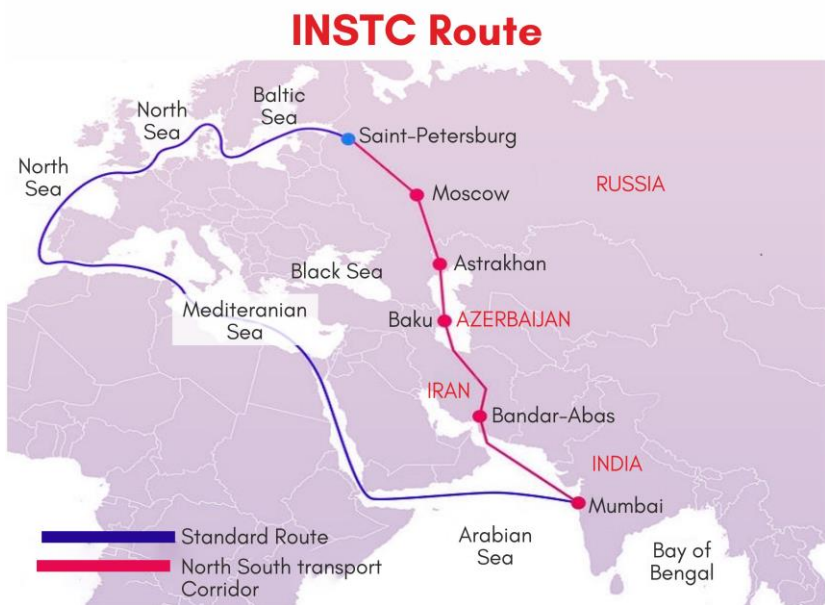 INSTC Route
Baltic
Sea
North
Sea
Saint-Petersburg
North
Sea
Moscow
RUSSIA
Black Sea
Astrakhan
Mediteranian
Sea
Baku
AZERBAIJAN
IRAN
Bandar-Abas
INDIA
Mumbai
Standard Route
Arabian
Sea
Bay of
Bengal
North South transport
Corridor